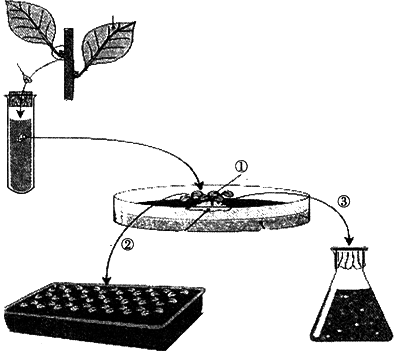 ①
②
③